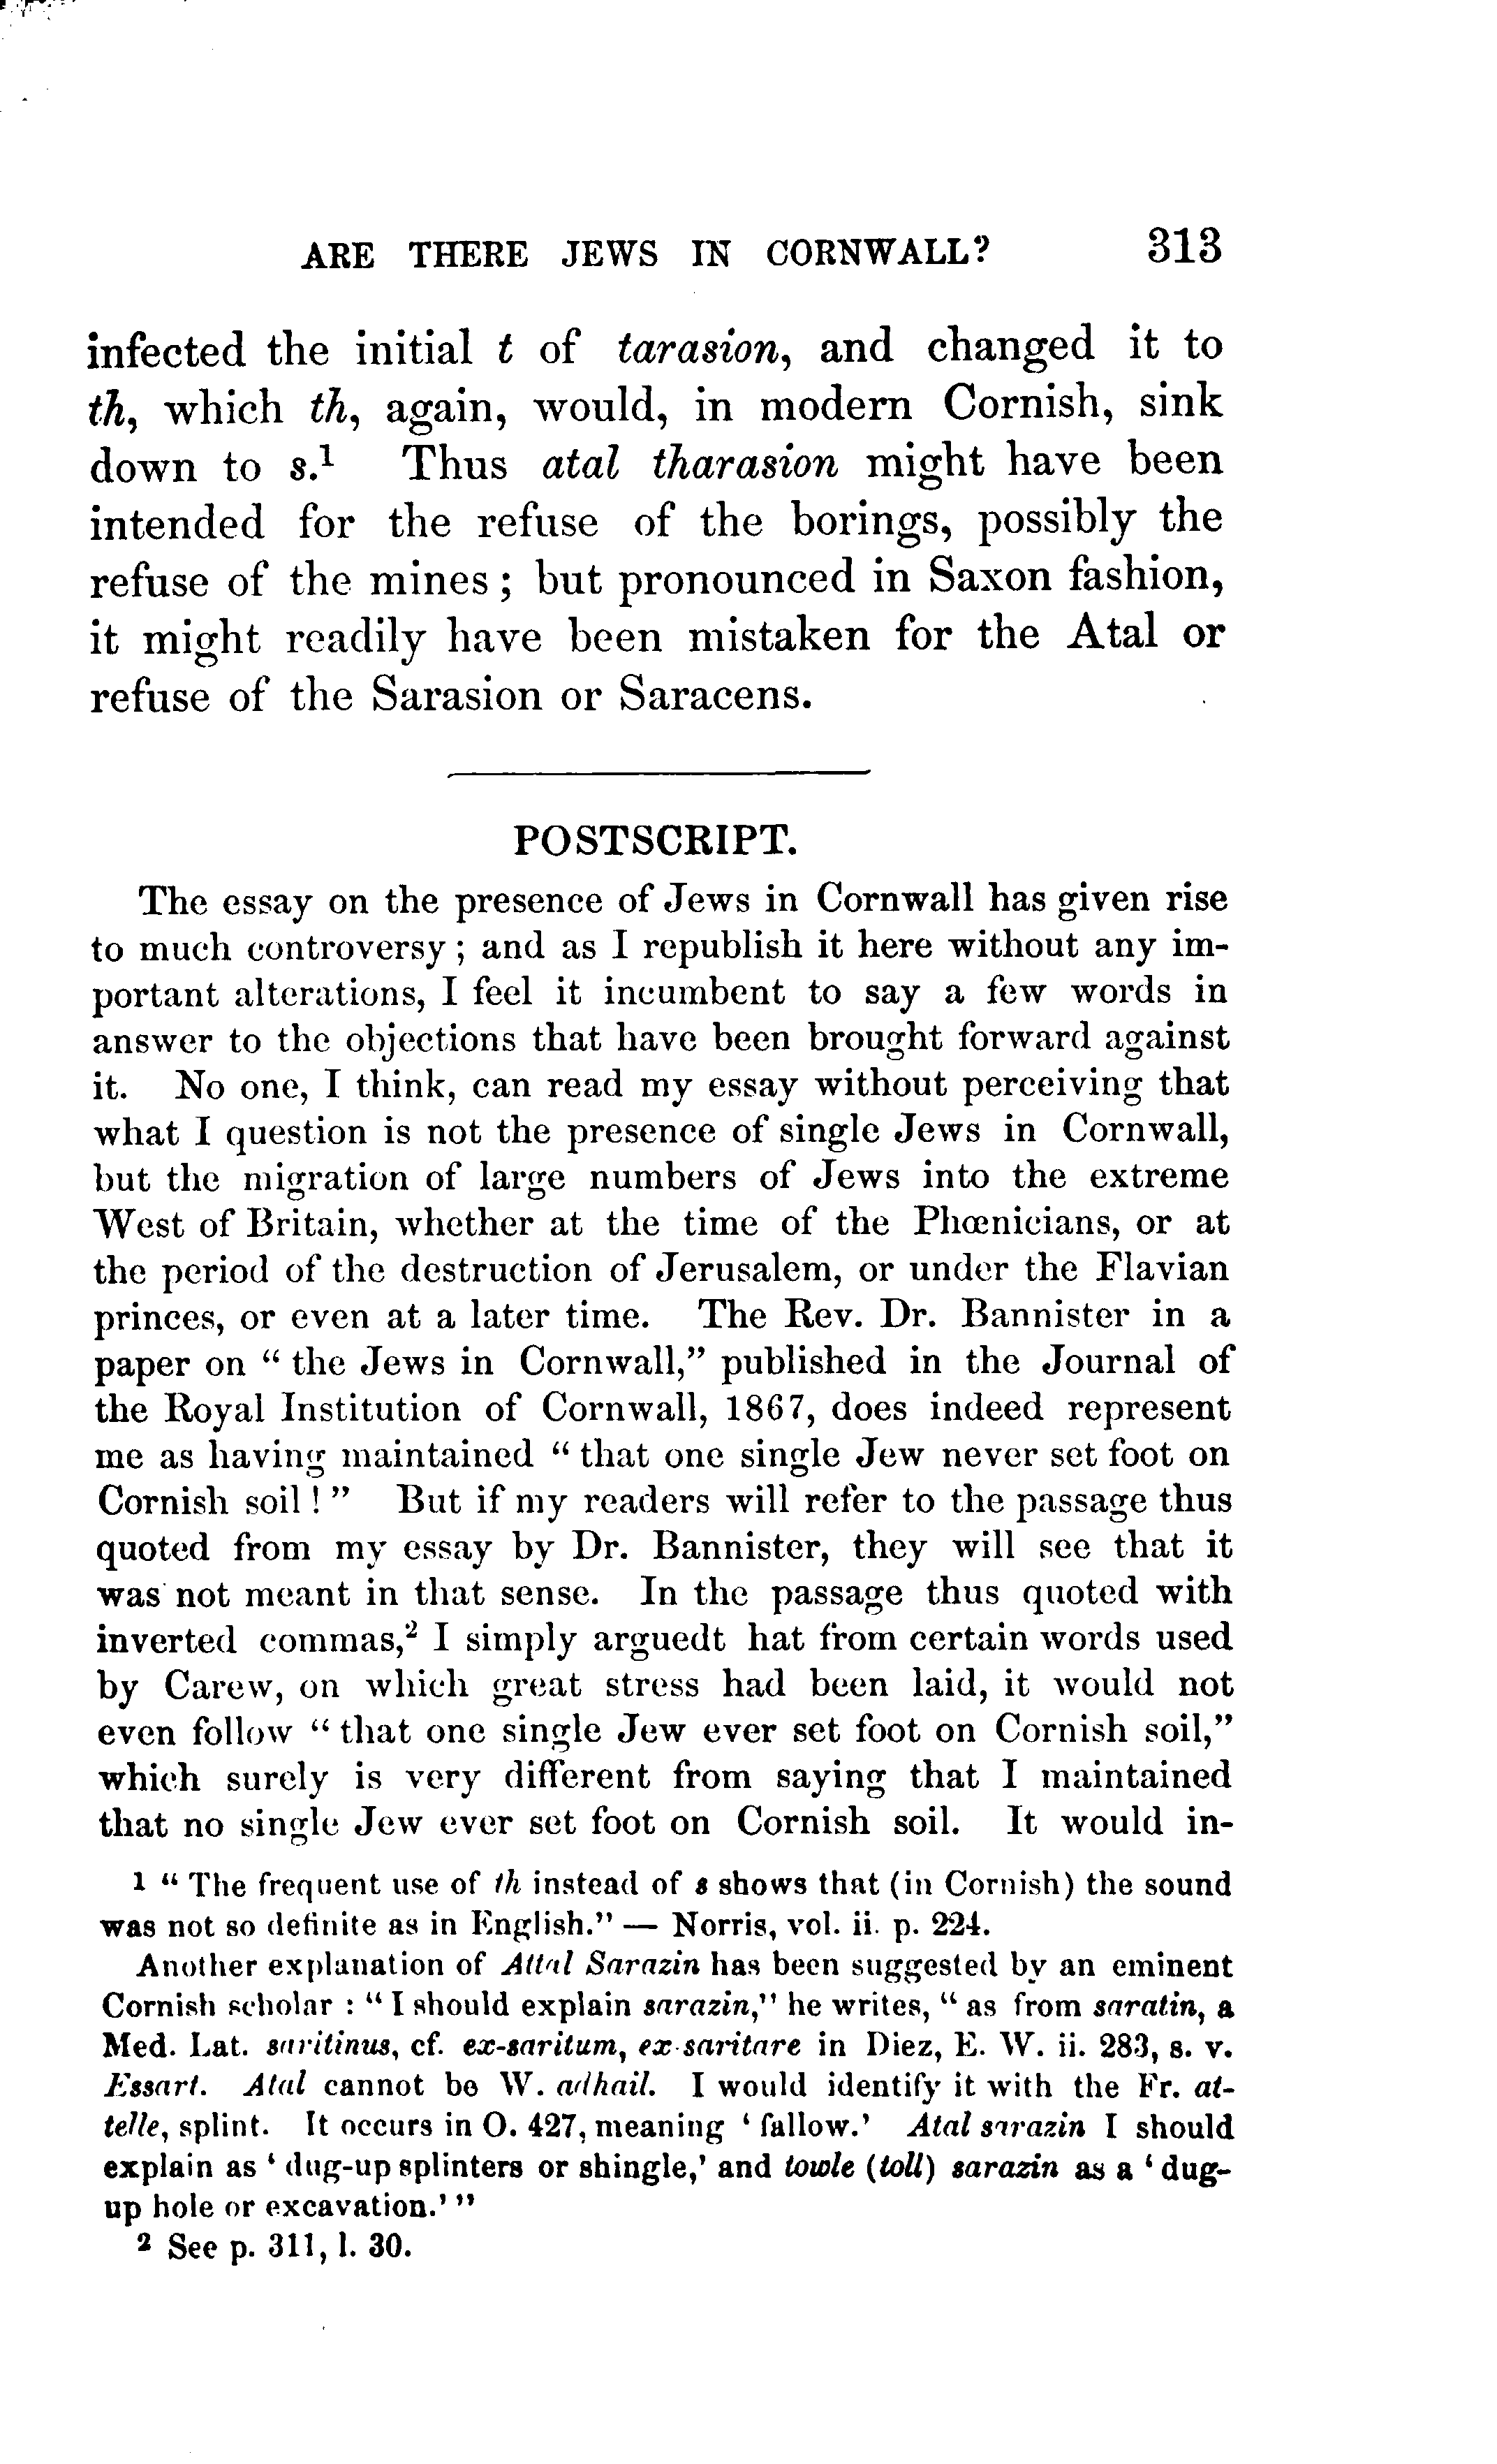 ARE THERE JEWS IN CORNWALL? 313
infected the initial t of tarasion, and changed it to
th, which th, again, would, in modern Cornish, sink
down to s.¹ Thus atal tharasion might have been
intended for the refuse of the borings, possibly the
refuse of the mines; but pronounced in Saxon fashion,
it might readily have been mistaken for the Atal or
refuse of the Sarasion or Saracens.
POSTSCRIPT.
The essay on the presence of Jews in Cornwall has given rise
to much controversy; and as I republish it here without any im-
portant alterations, I feel it incumbent to say a few words in
answer to the objections that have been brought forward against
it. No one, I think, can read my essay without perceiving that
what I question is not the presence of single Jews in Cornwall,
but the migration of large numbers of Jews into the extreme
West of Britain, whether at the time of the Phœnicians, or at
the period of the destruction of Jerusalem, or under the Flavian
princes, or even at a later time. The Rev. Dr. Bannister in a
paper on "the Jews in Cornwall," published in the Journal of
the Royal Institution of Cornwall, 1867, does indeed represent
me as having maintained "that one single Jew never set foot on
Cornish soil!" But if my readers will refer to the passage thus
quoted from my essay by Dr. Bannister, they will see that it
was not meant in that sense. In the passage thus quoted with
inverted commas,² I simply arguedt hat from certain words used
by Carew, on which great stress had been laid, it would not
even follow "that one single Jew ever set foot on Cornish soil,"
which surely is very different from saying that I maintained
that no single Jew ever set foot on Cornish soil. It would in-
1 "The frequent use of th instead of s shows that (in Cornish) the sound
was not so definite as in English." — Norris, vol. ii. p. 224.
Another explanation of Attal Sarazin has been suggested by an eminent
Cornish scholar: "I should explain sarazin," he writes, "as from saratin, a
Med. Lat. saritinus, cf. ex-saritum, ex-saritare in Diez, E. W. ii. 283, s. v.
Essart. Atal cannot be W. adhail. I would identify it with the Fr. at-
telle, splint. It occurs in O. 427, meaning 'fallow.' Atal sarazin I should
explain as 'dug-up splinters or shingle,' and towle (toll) sarazin as a 'dug-
up hole or excavation.'"
2 See p. 311, l. 30.